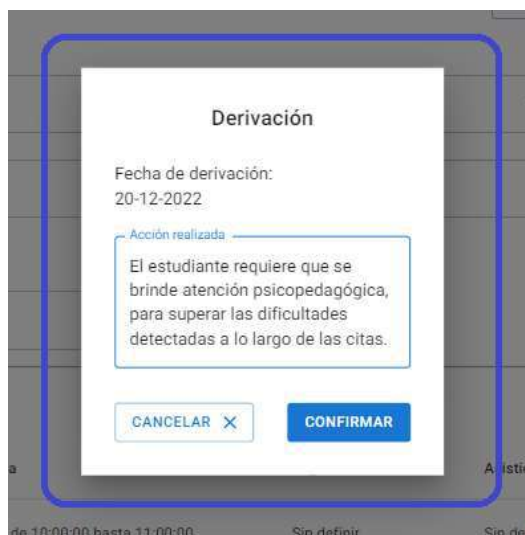 Derivación
Fecha de derivación:
20-12-2022
Acción realizada
El estudiante requiere que se
brinde atención psicopedagógica,
para superar las dificultades
detectadas a lo largo de las citas.
CANCELAR
CONFIRMAR
de 10:00:00 hasta 11:00:00
Sin definir